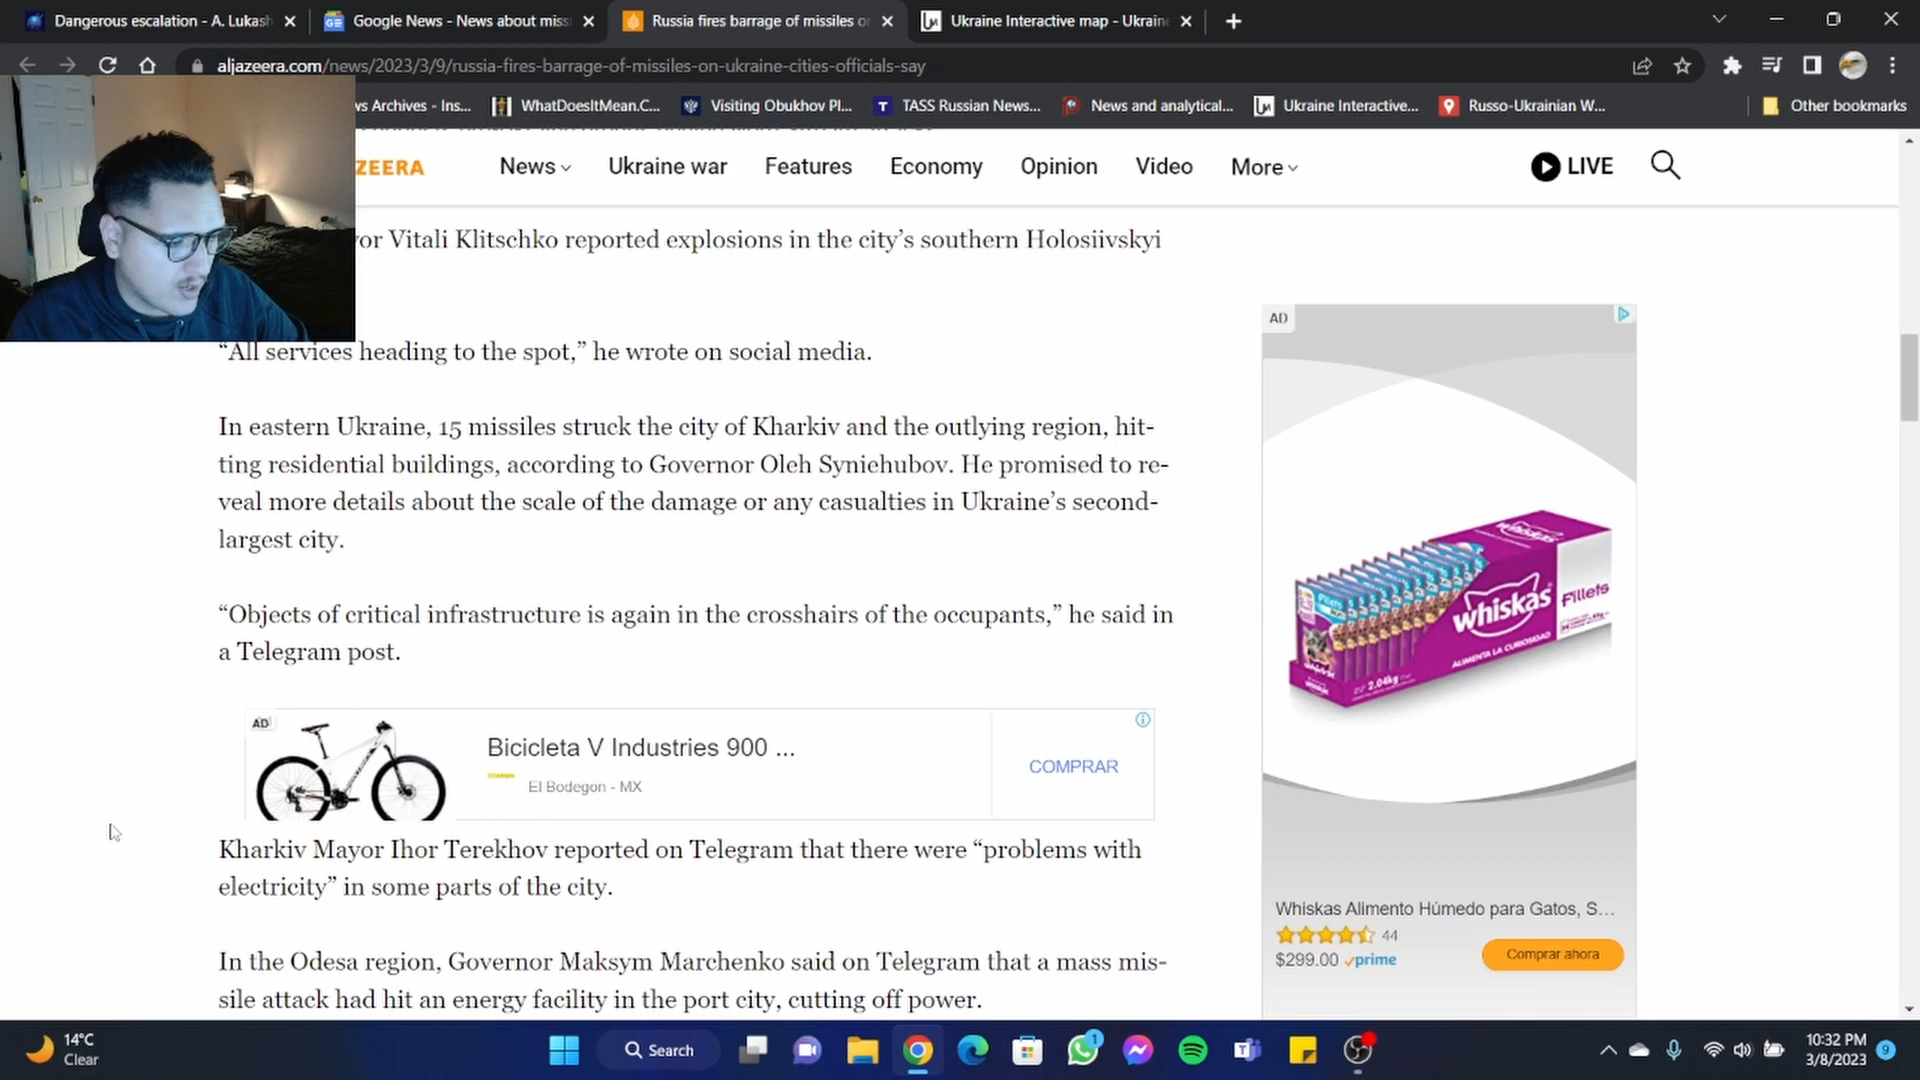 Dangerous escalation - A. Lukash
Google News - News about miss
Russia fires barrage of missiles o
Ukraine Interactive map - Ukrain
aljazeera.com/news/2023/3/9/russia-fires-barrage-of-missiles-on-ukraine-cities-officials-say
ws Archives - Ins...
WhatDoesItMean.C...
Visiting Obukhov Pl...
TASS Russian News...
News and analytical...
Ukraine Interactive...
Russo-Ukrainian W...
Other bookmarks
ZEERA
News
Ukraine war
Features
Economy
Opinion
Video
More
LIVE
or Vitali Klitschko reported explosions in the city’s southern Holosiivskyi
“All services heading to the spot,” he wrote on social media.
In eastern Ukraine, 15 missiles struck the city of Kharkiv and the outlying region, hit-
ting residential buildings, according to Governor Oleh Syniehubov. He promised to re-
veal more details about the scale of the damage or any casualties in Ukraine’s second-
largest city.
“Objects of critical infrastructure is again in the crosshairs of the occupants,” he said in
a Telegram post.
AD
Bicicleta V Industries 900 ...
El Bodegon - MX
COMPRAR
Kharkiv Mayor Ihor Terekhov reported on Telegram that there were “problems with
electricity” in some parts of the city.
In the Odesa region, Governor Maksym Marchenko said on Telegram that a mass mis-
sile attack had hit an energy facility in the port city, cutting off power.
AD
whiskas
Fillets
ALIMENTA LA CURIOSIDAD
2.04kg
Whiskas Alimento Húmedo para Gatos, S...
44
$299.00 prime
Comprar ahora
14°C
Clear
Search
1
10:32 PM
3/8/2023
9